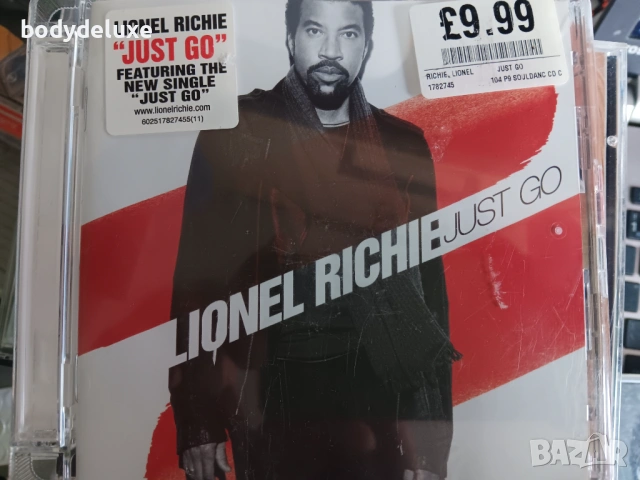 bodydeluxe
LIONEL RICHIE
"JUST GO"
FEATURING THE
NEW SINGLE
"JUST GO"
www.lionelrichie.com
602517827455(11)
£9.99
RICHIE, LIONEL JUST GO
1782745 104 P9 SOULDANC CD C
LIONEL RICHIE JUST GO
BAZAR